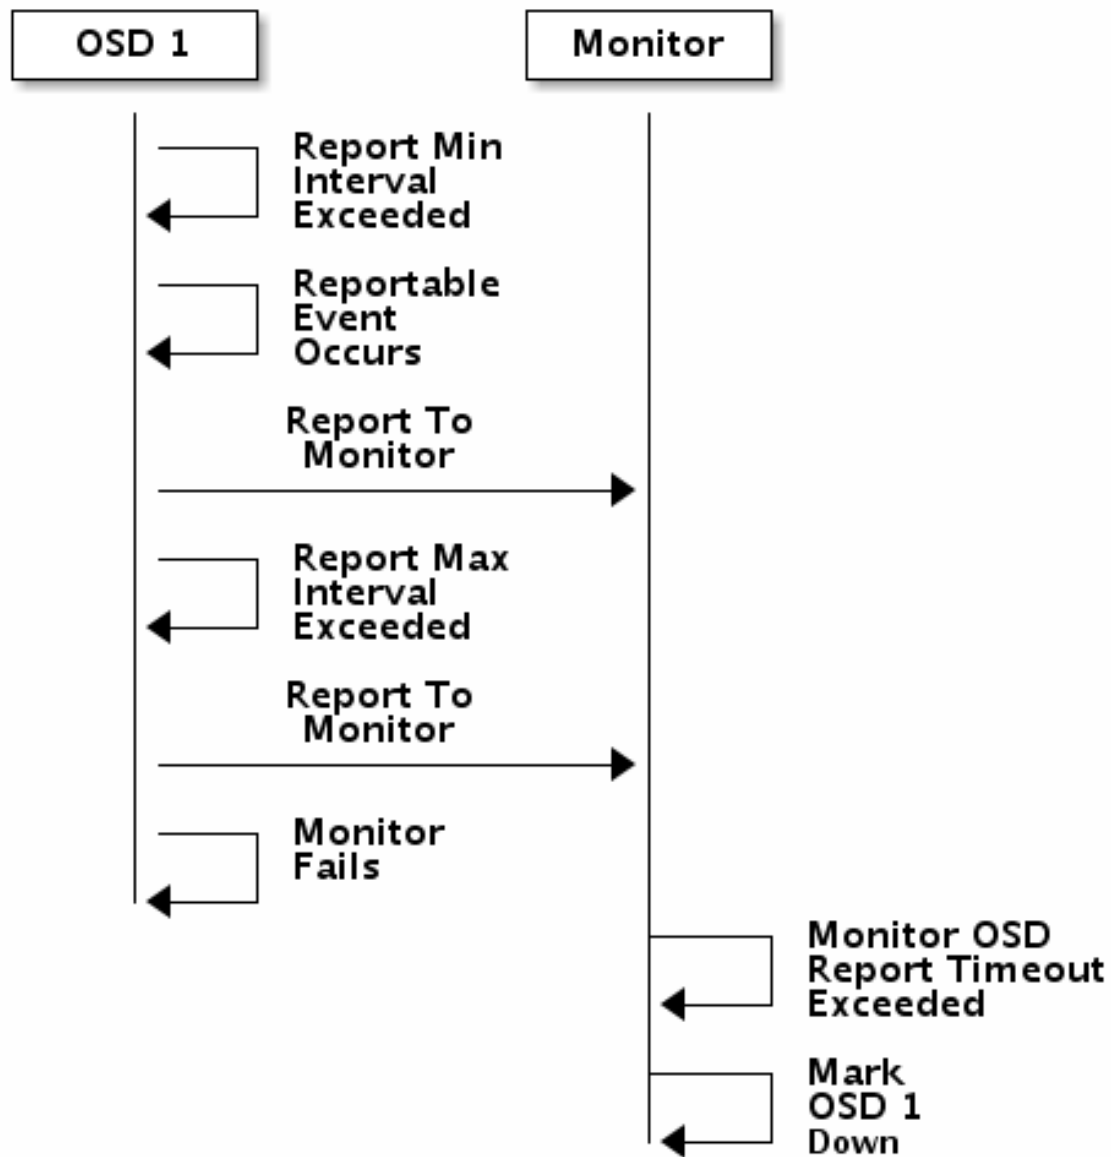 OSD 1
Monitor
Report Min
Interval
Exceeded
Reportable
Event
Occurs
Report To
Monitor
Report Max
Interval
Exceeded
Report To
Monitor
Monitor
Fails
Monitor OSD
Report Timeout
Exceeded
Mark
OSD 1
Down